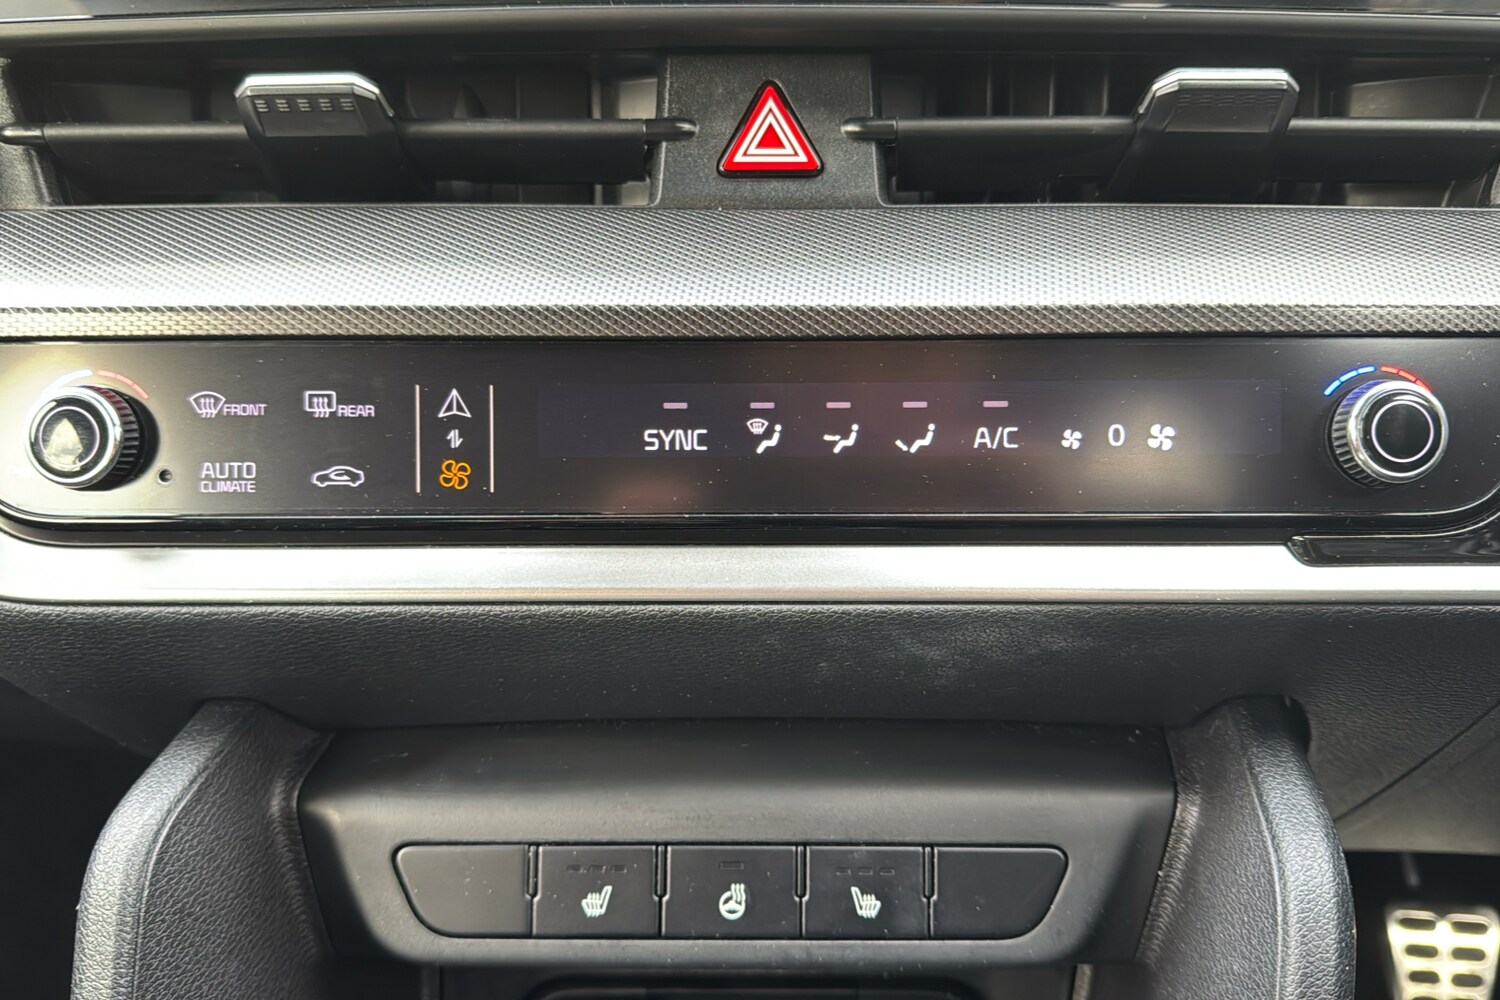 FRONT
REAR
AUTO
CLIMATE
SYNC
A/C
0